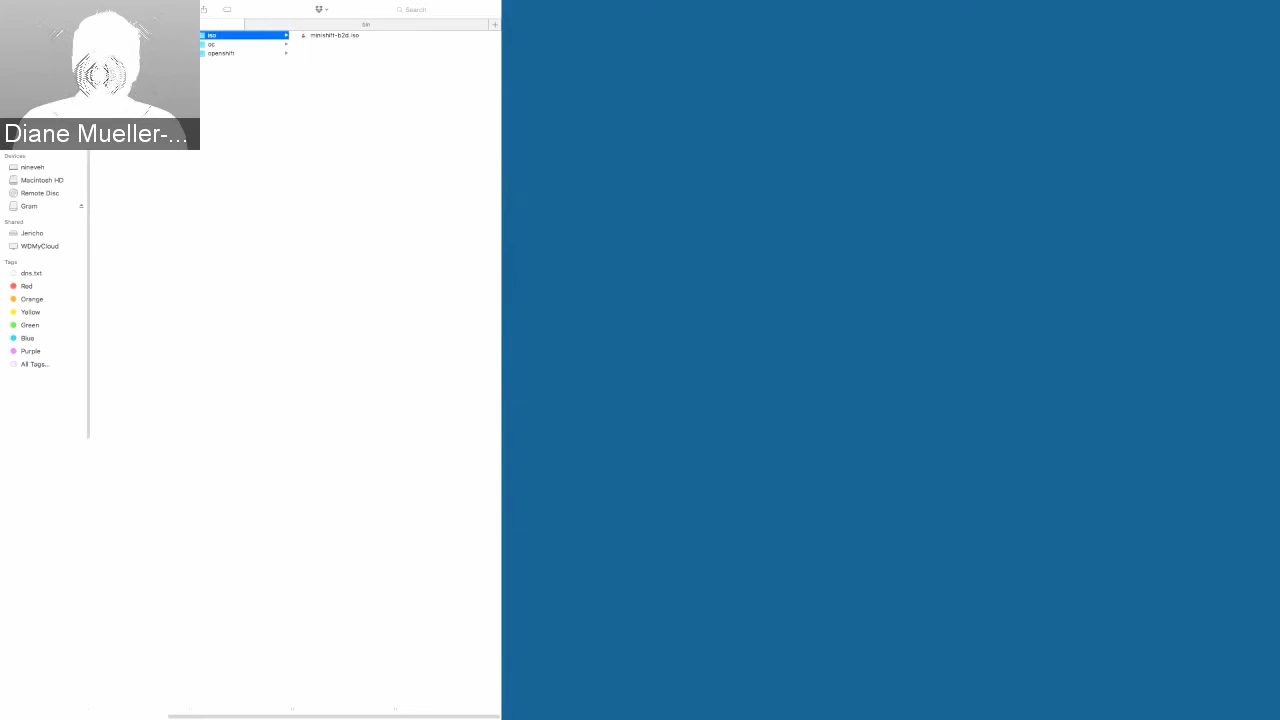 Search
bin
iso
minishift-b2d.iso
oc
openshift
Diane Mueller-...
Devices
nineveh
Macintosh HD
Remote Disc
Gram
Shared
Jericho
WDMyCloud
Tags
dns.txt
Red
Orange
Yellow
Green
Blue
Purple
All Tags...